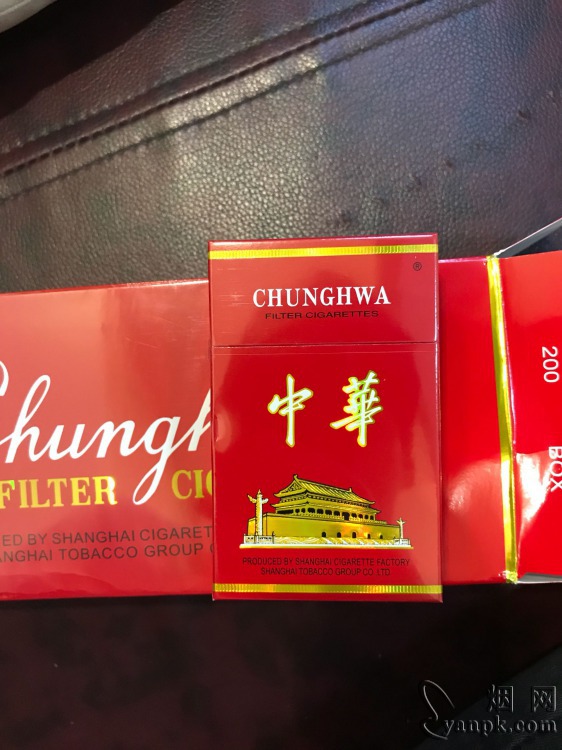 CHUNGHWA
®
FILTER CIGARETTES
中華
PRODUCED BY SHANGHAI CIGARETTE FACTORY
SHANGHAI TOBACCO GROUP CO.,LTD.
Chungh
FILTER CIG
ED BY SHANGHAI CIGARETTE
ANGHAI TOBACCO GROUP C
200
BOX
烟网
yanpk.com